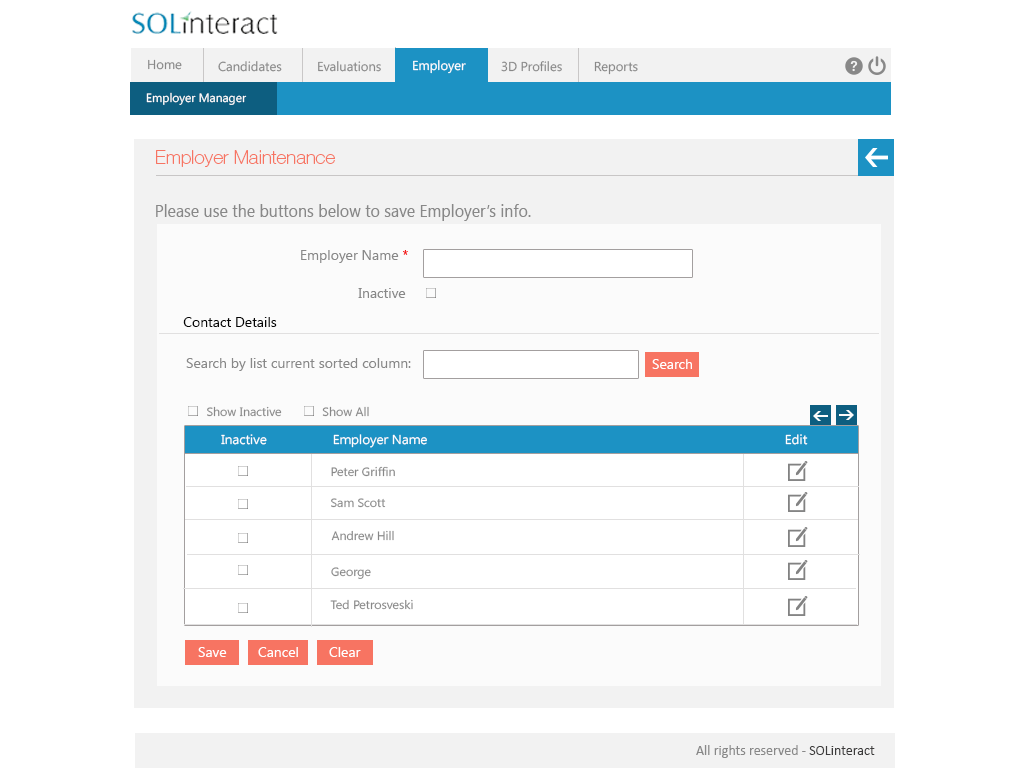 SOLinteract
Home Candidates Evaluations Employer 3D Profiles Reports ?
Employer Manager
Employer Maintenance
Please use the buttons below to save Employer's info.
Employer Name *
Inactive
Contact Details
Search by list current sorted column: Search
Show Inactive Show All
Inactive Employer Name Edit
Peter Griffin
Sam Scott
Andrew Hill
George
Ted Petrosveski
Save Cancel Clear
All rights reserved - SOLinteract